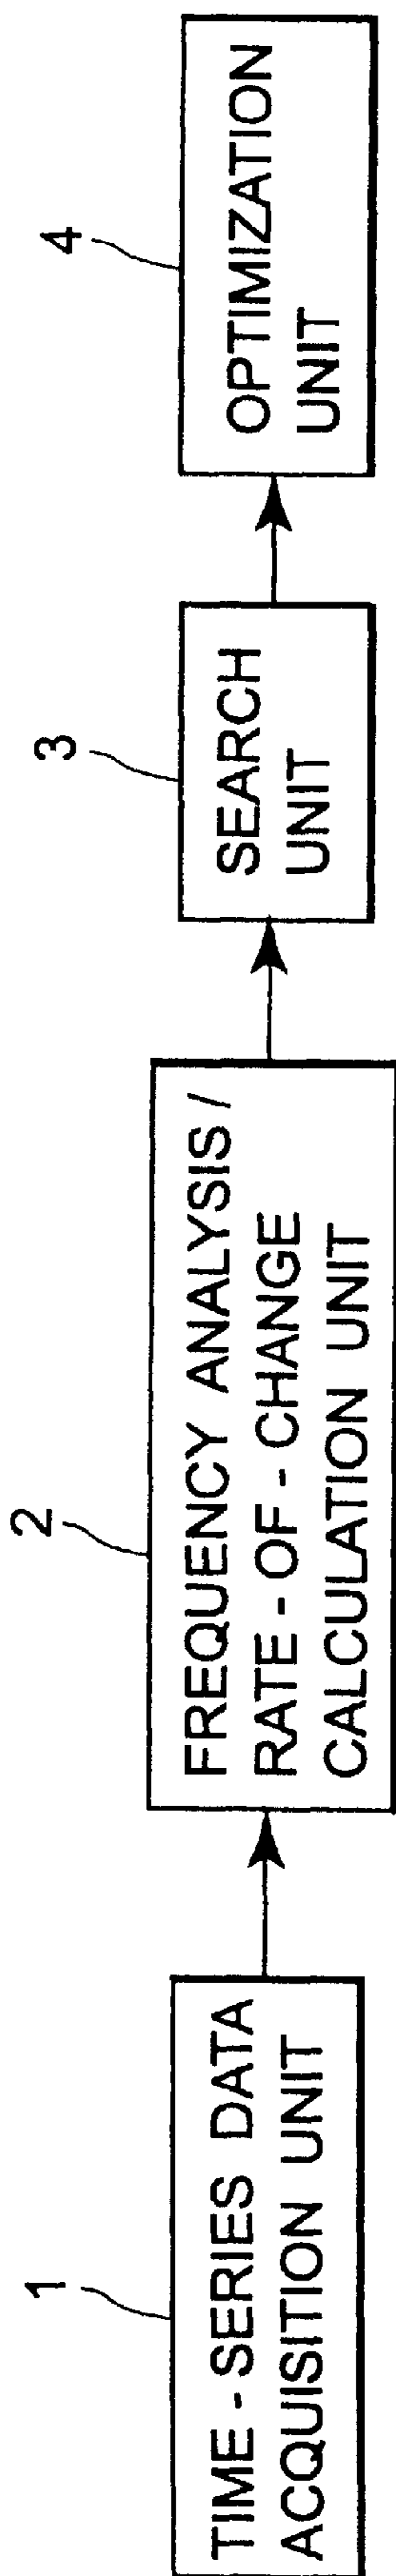 1
TIME - SERIES DATA
ACQUISITION UNIT
2
FREQUENCY ANALYSIS /
RATE - OF - CHANGE
CALCULATION UNIT
3
SEARCH
UNIT
4
OPTIMIZATION
UNIT